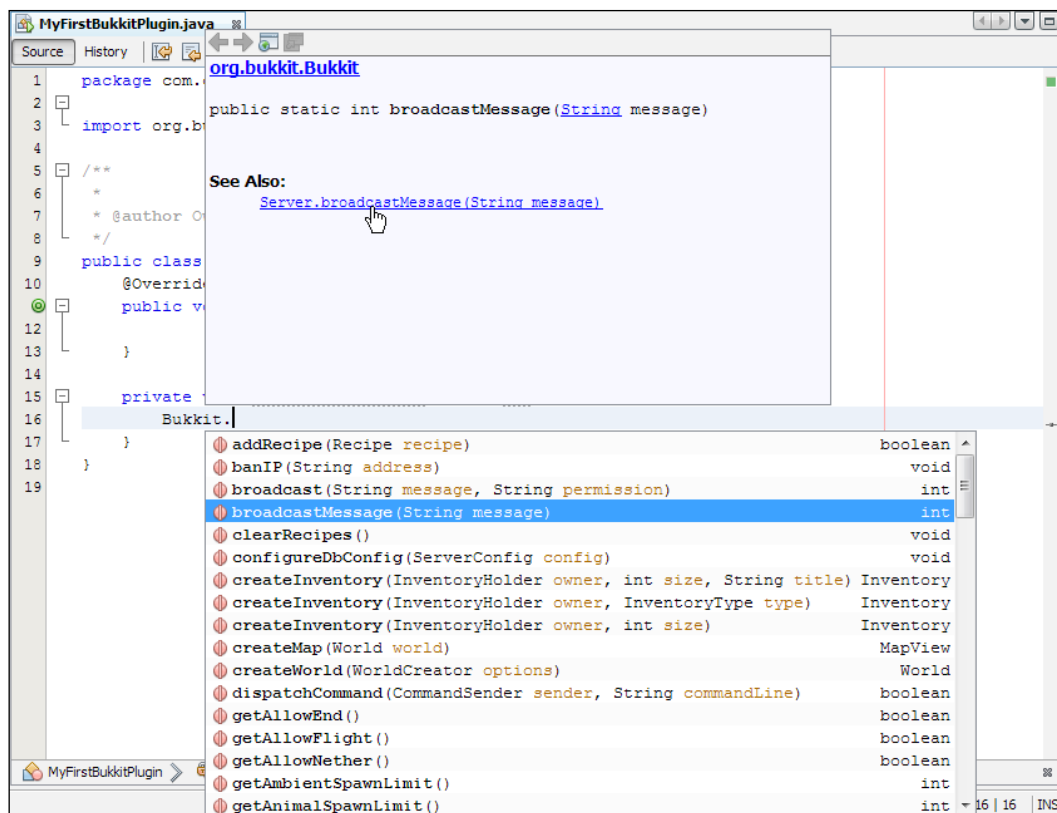 MyFirstBukkitPlugin.java
Source History
org.bukkit.Bukkit
public static int broadcastMessage(String message)
See Also:
Server.broadcastMessage(String message)
1 package com.
2
3 import org.b
4
5 /**
6 *
7 * @author O
8 */
9 public class
10 @Override
public v
12
13 }
14
15 private
16 Bukkit.
17 }
18 }
19
addRecipe(Recipe recipe) boolean
banIP(String address) void
broadcast(String message, String permission) int
broadcastMessage(String message) int
clearRecipes() void
configureDbConfig(ServerConfig config) void
createInventory(InventoryHolder owner, int size, String title) Inventory
createInventory(InventoryHolder owner, InventoryType type) Inventory
createInventory(InventoryHolder owner, int size) Inventory
createMap(World world) MapView
createWorld(WorldCreator options) World
dispatchCommand(CommandSender sender, String commandLine) boolean
getAllowEnd() boolean
getAllowFlight() boolean
getAllowNether() boolean
getAmbientSpawnLimit() int
getAnimalSpawnLimit() int
MyFirstBukkitPlugin
16 | 16 INS